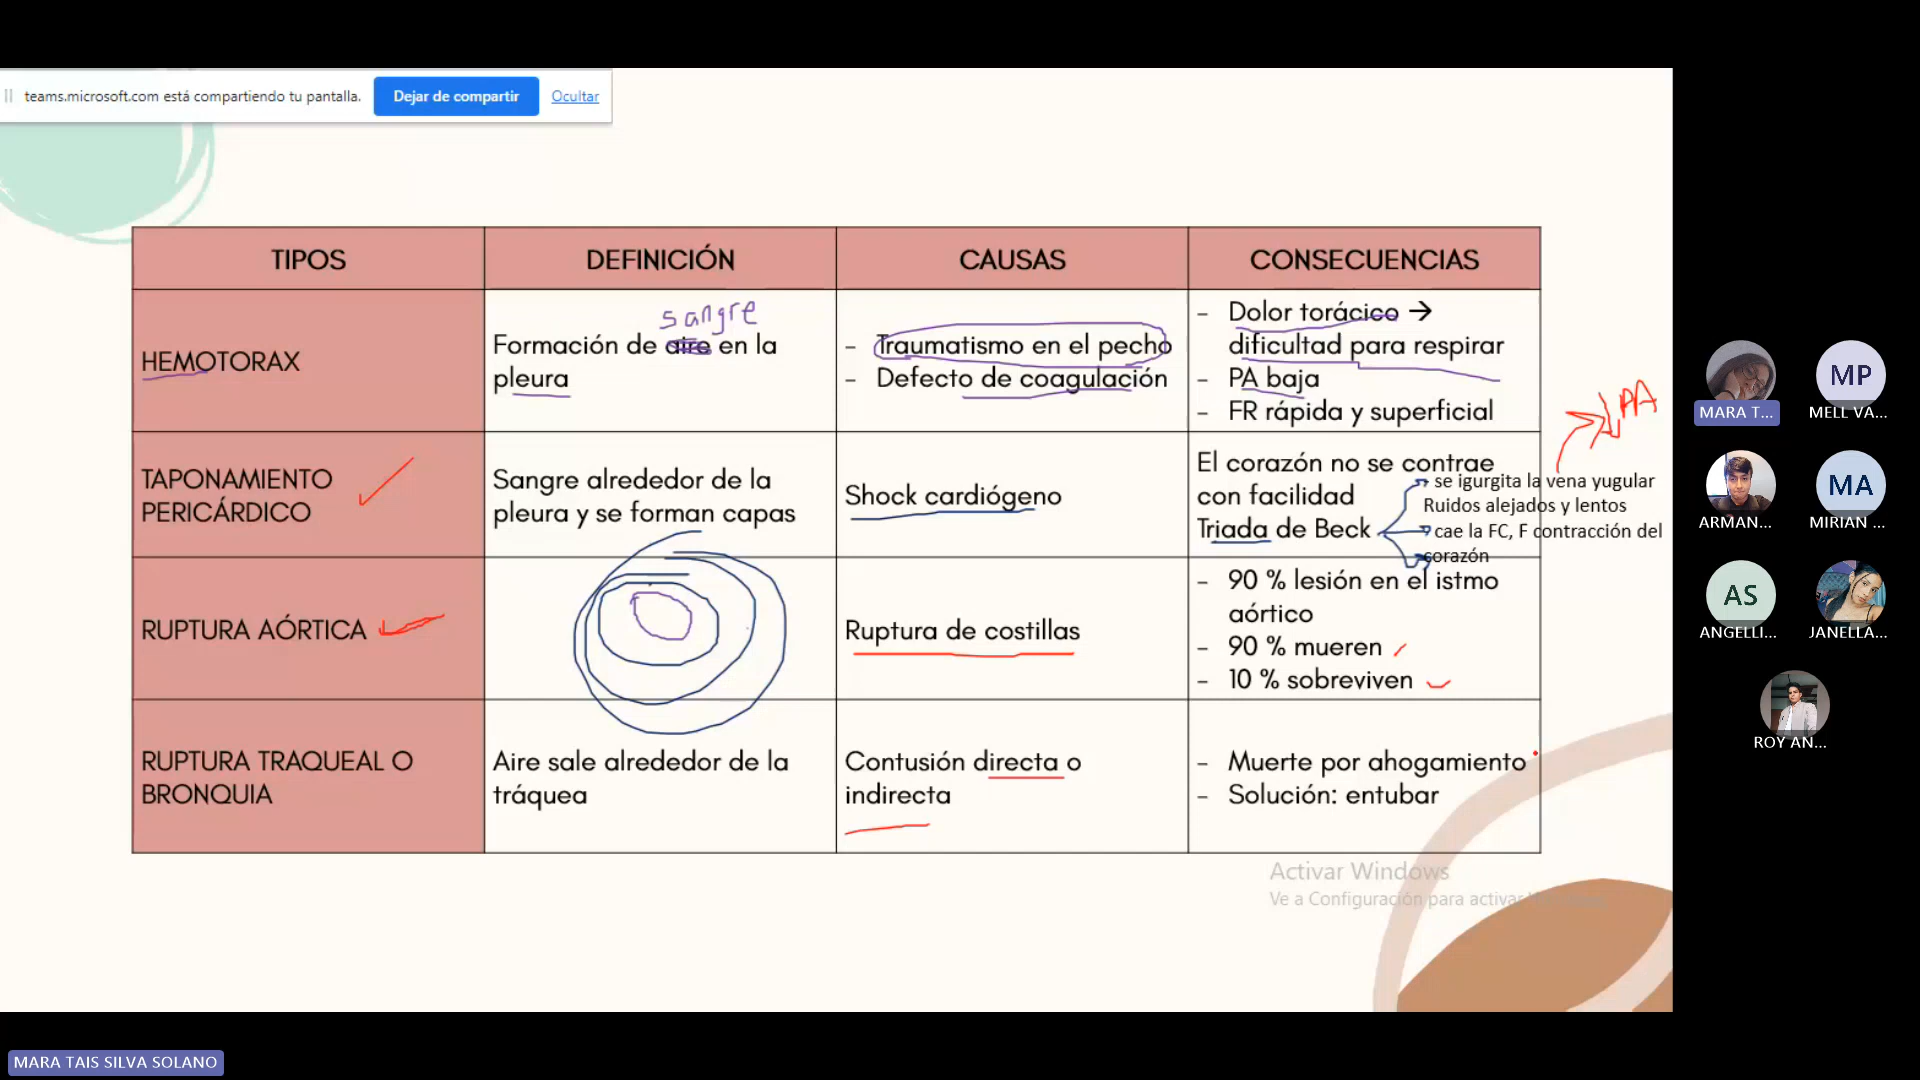 teams.microsoft.com está compartiendo tu pantalla. Dejar de compartir Ocultar
TIPOS DEFINICIÓN CAUSAS CONSECUENCIAS
HEMOTORAX
sangre
Formación de aire en la
pleura
- Traumatismo en el pecho
- Defecto de coagulación
- Dolor torácico →
dificultad para respirar
- PA baja
- FR rápida y superficial
↓PA
TAPONAMIENTO
PERICÁRDICO
Sangre alrededor de la
pleura y se forman capas
Shock cardiógeno
El corazón no se contrae
con facilidad
Triada de Beck
se igurgita la vena yugular
Ruidos alejados y lentos
cae la FC, F contracción del
corazón
RUPTURA AÓRTICA
Ruptura de costillas
- 90 % lesión en el istmo
aórtico
- 90 % mueren
- 10 % sobreviven
RUPTURA TRAQUEAL O
BRONQUIA
Aire sale alrededor de la
tráquea
Contusión directa o
indirecta
- Muerte por ahogamiento
- Solución: entubar
Activar Windows
Ve a Configuración para activar
MARA T...
MELL VA...
ARMAN...
MIRIAN ...
ANGELLI...
JANELLA...
ROY AN...
MP
MA
AS
MARA TAIS SILVA SOLANO